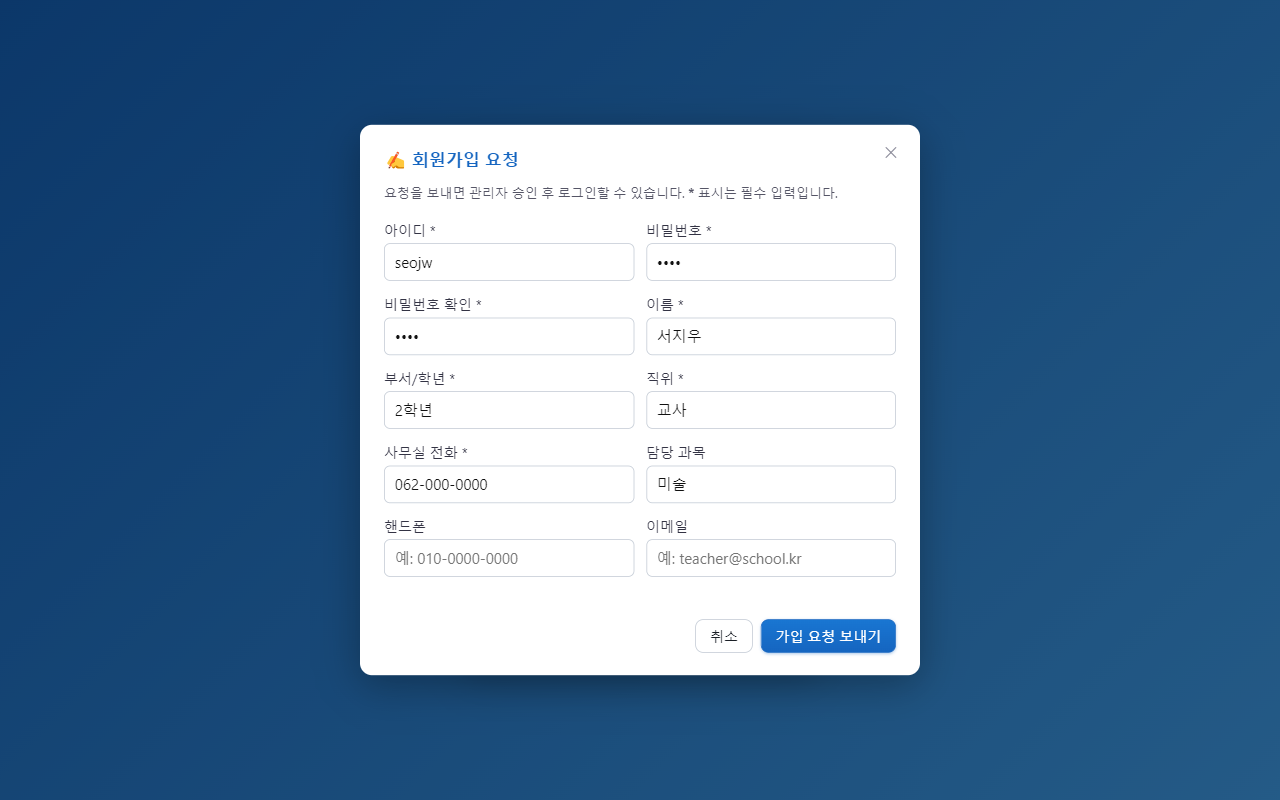 ✍️ 회원가입 요청
요청을 보내면 관리자 승인 후 로그인할 수 있습니다. * 표시는 필수 입력입니다.
아이디 * 비밀번호 *
seojw ••••
비밀번호 확인 * 이름 *
•••• 서지우
부서/학년 * 직위 *
2학년 교사
사무실 전화 * 담당 과목
062-000-0000 미술
핸드폰 이메일
예: 010-0000-0000 예: teacher@school.kr
취소 가입 요청 보내기